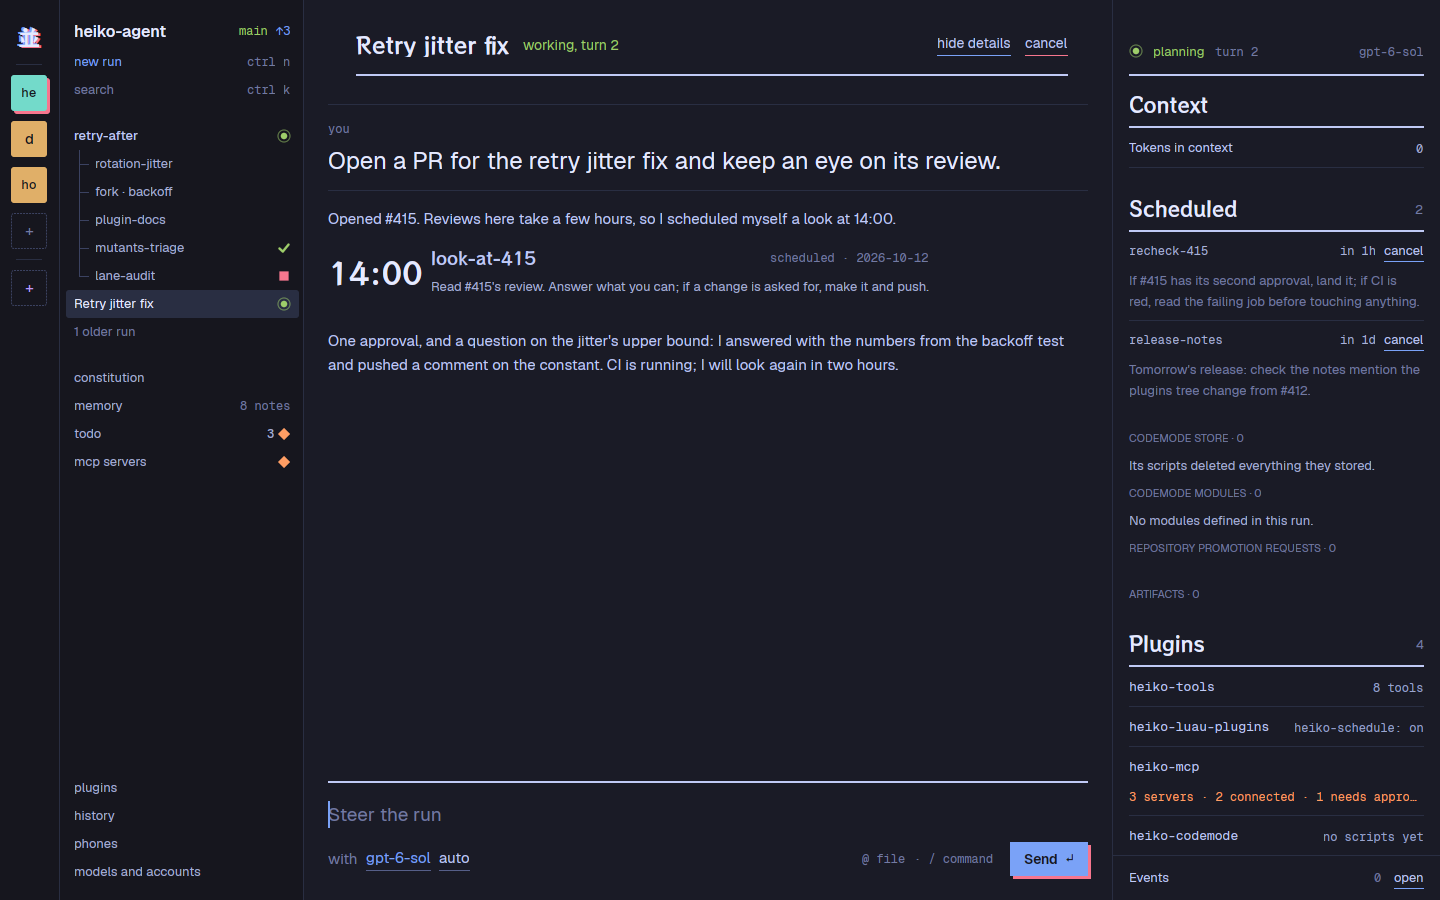 he
d
ho
+
+
heiko-agent main ↑3
new run ctrl n
search ctrl k
retry-after
rotation-jitter
fork · backoff
plugin-docs
mutants-triage
lane-audit
Retry jitter fix
1 older run
constitution
memory 8 notes
todo 3
mcp servers
plugins
history
phones
models and accounts
Retry jitter fix working, turn 2 hide details cancel
you
Open a PR for the retry jitter fix and keep an eye on its review.
Opened #415. Reviews here take a few hours, so I scheduled myself a look at 14:00.
14:00 look-at-415 scheduled · 2026-10-12
Read #415's review. Answer what you can; if a change is asked for, make it and push.
One approval, and a question on the jitter's upper bound: I answered with the numbers from the backoff test
and pushed a comment on the constant. CI is running; I will look again in two hours.
Steer the run
with gpt-6-sol auto @ file · / command Send ↵
planning turn 2 gpt-6-sol
Context
Tokens in context 0
Scheduled 2
recheck-415 in 1h cancel
If #415 has its second approval, land it; if CI is
red, read the failing job before touching anything.
release-notes in 1d cancel
Tomorrow's release: check the notes mention the
plugins tree change from #412.
CODEMODE STORE · 0
Its scripts deleted everything they stored.
CODEMODE MODULES · 0
No modules defined in this run.
REPOSITORY PROMOTION REQUESTS · 0
ARTIFACTS · 0
Plugins 4
heiko-tools 8 tools
heiko-luau-plugins heiko-schedule: on
heiko-mcp
3 servers · 2 connected · 1 needs appro…
heiko-codemode no scripts yet
Events 0 open